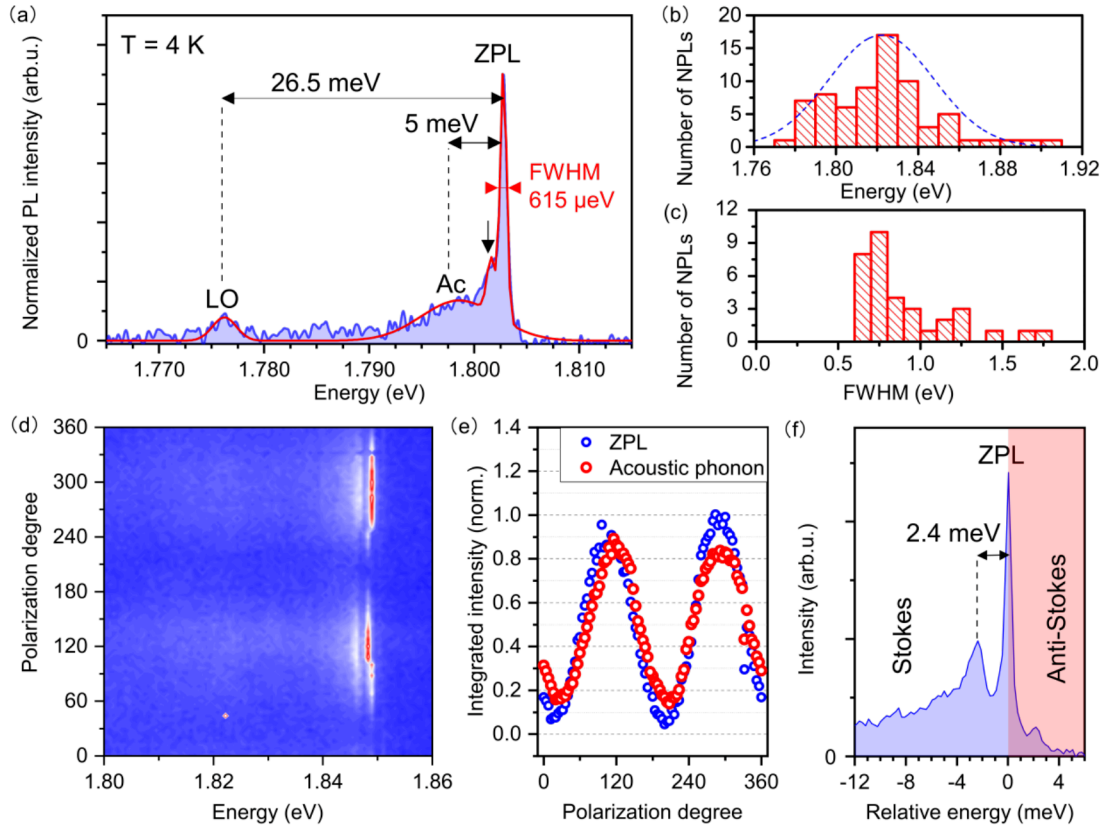 (a)
T = 4 K
ZPL
26.5 meV
5 meV
FWHM
615 μeV
LO
Ac
Normalized PL intensity (arb.u.)
0
1.770 1.780 1.790 1.800 1.810
Energy (eV)
(b)
Number of NPLs
20
15
10
5
0
1.76 1.80 1.84 1.88 1.92
Energy (eV)
(c)
Number of NPLs
12
9
6
3
0
0.0 0.5 1.0 1.5 2.0
FWHM (eV)
(d)
Polarization degree
360
300
240
180
120
60
0
1.80 1.82 1.84 1.86
Energy (eV)
(e)
Integrated intensity (norm.)
1.4
1.2
1.0
0.8
0.6
0.4
0.2
0.0
ZPL
Acoustic phonon
0 120 240 360
Polarization degree
(f)
Intensity (arb.u.)
0
ZPL
2.4 meV
Stokes
Anti-Stokes
-12 -8 -4 0 4
Relative energy (meV)